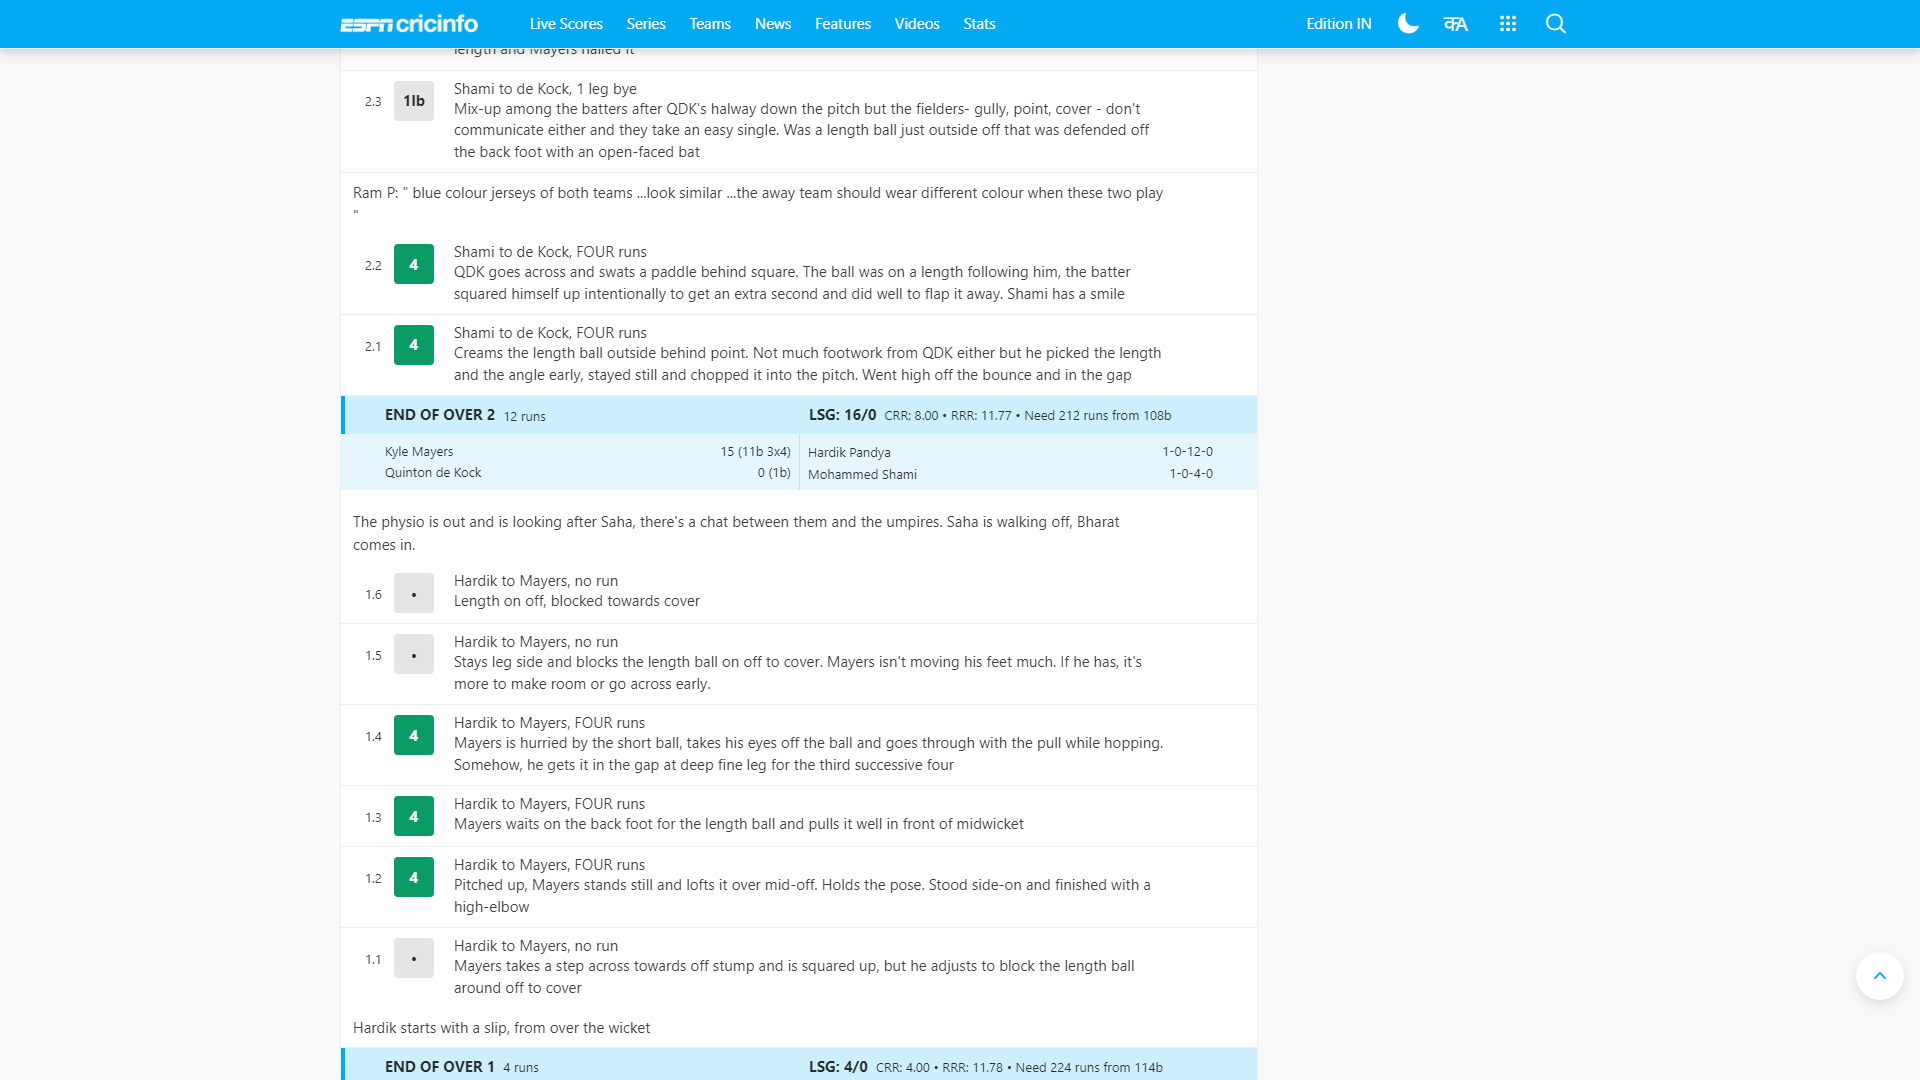 ESPN cricinfo Live Scores Series Teams News Features Videos Stats Edition IN कA
length and Mayers nailed it
2.3 1lb Shami to de Kock, 1 leg bye
Mix-up among the batters after QDK's halway down the pitch but the fielders- gully, point, cover - don't
communicate either and they take an easy single. Was a length ball just outside off that was defended off
the back foot with an open-faced bat
Ram P: " blue colour jerseys of both teams ...look similar ...the away team should wear different colour when these two play
"
2.2 4 Shami to de Kock, FOUR runs
QDK goes across and swats a paddle behind square. The ball was on a length following him, the batter
squared himself up intentionally to get an extra second and did well to flap it away. Shami has a smile
2.1 4 Shami to de Kock, FOUR runs
Creams the length ball outside behind point. Not much footwork from QDK either but he picked the length
and the angle early, stayed still and chopped it into the pitch. Went high off the bounce and in the gap
END OF OVER 2 12 runs LSG: 16/0 CRR: 8.00 • RRR: 11.77 • Need 212 runs from 108b
Kyle Mayers 15 (11b 3x4) Hardik Pandya 1-0-12-0
Quinton de Kock 0 (1b) Mohammed Shami 1-0-4-0
The physio is out and is looking after Saha, there's a chat between them and the umpires. Saha is walking off, Bharat
comes in.
1.6 • Hardik to Mayers, no run
Length on off, blocked towards cover
1.5 • Hardik to Mayers, no run
Stays leg side and blocks the length ball on off to cover. Mayers isn't moving his feet much. If he has, it's
more to make room or go across early.
1.4 4 Hardik to Mayers, FOUR runs
Mayers is hurried by the short ball, takes his eyes off the ball and goes through with the pull while hopping.
Somehow, he gets it in the gap at deep fine leg for the third successive four
1.3 4 Hardik to Mayers, FOUR runs
Mayers waits on the back foot for the length ball and pulls it well in front of midwicket
1.2 4 Hardik to Mayers, FOUR runs
Pitched up, Mayers stands still and lofts it over mid-off. Holds the pose. Stood side-on and finished with a
high-elbow
1.1 • Hardik to Mayers, no run
Mayers takes a step across towards off stump and is squared up, but he adjusts to block the length ball
around off to cover
Hardik starts with a slip, from over the wicket
END OF OVER 1 4 runs LSG: 4/0 CRR: 4.00 • RRR: 11.78 • Need 224 runs from 114b